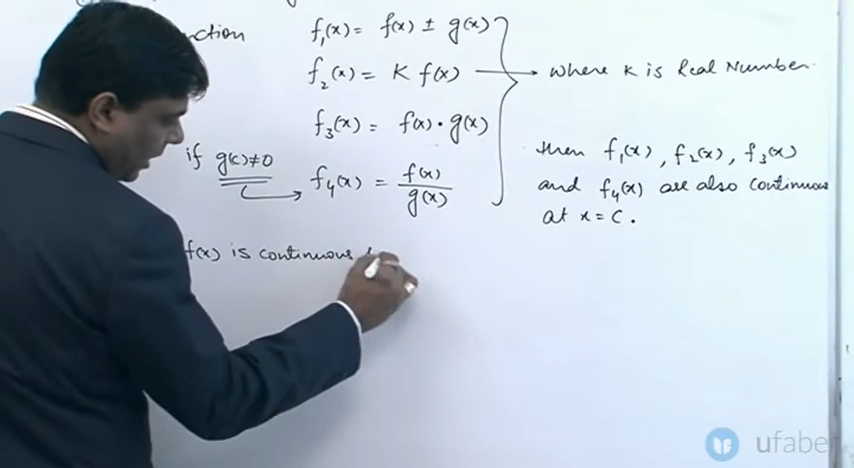 nction
f₁(x) = f(x) ± g(x)
f₂(x) = K f(x)
where K is Real Number.
f₃(x) = f(x) • g(x)
if g(c)≠0
f₄(x) = f(x)/g(x)
then f₁(x), f₂(x), f₃(x)
and f₄(x) are also continuous
at x = c.
f(x) is continuous
ufaber